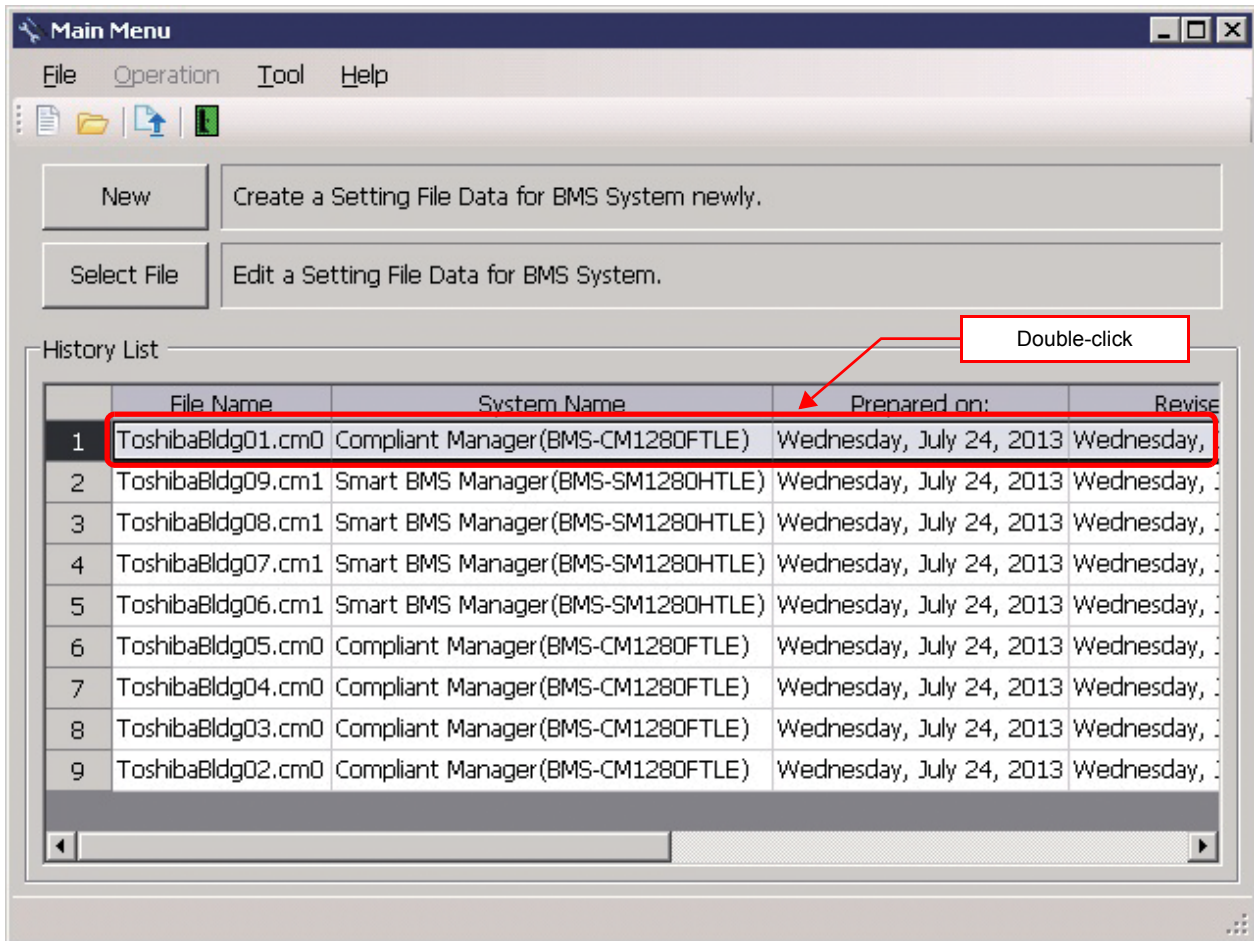 Main Menu
File Operation Tool Help
New Create a Setting File Data for BMS System newly.
Select File Edit a Setting File Data for BMS System.
Double-click
History List
File Name System Name Prepared on: Revise
1 ToshibaBldg01.cm0 Compliant Manager(BMS-CM1280FTLE) Wednesday, July 24, 2013 Wednesday,
2 ToshibaBldg09.cm1 Smart BMS Manager(BMS-SM1280HTLE) Wednesday, July 24, 2013 Wednesday,
3 ToshibaBldg08.cm1 Smart BMS Manager(BMS-SM1280HTLE) Wednesday, July 24, 2013 Wednesday,
4 ToshibaBldg07.cm1 Smart BMS Manager(BMS-SM1280HTLE) Wednesday, July 24, 2013 Wednesday,
5 ToshibaBldg06.cm1 Smart BMS Manager(BMS-SM1280HTLE) Wednesday, July 24, 2013 Wednesday,
6 ToshibaBldg05.cm0 Compliant Manager(BMS-CM1280FTLE) Wednesday, July 24, 2013 Wednesday,
7 ToshibaBldg04.cm0 Compliant Manager(BMS-CM1280FTLE) Wednesday, July 24, 2013 Wednesday,
8 ToshibaBldg03.cm0 Compliant Manager(BMS-CM1280FTLE) Wednesday, July 24, 2013 Wednesday,
9 ToshibaBldg02.cm0 Compliant Manager(BMS-CM1280FTLE) Wednesday, July 24, 2013 Wednesday,